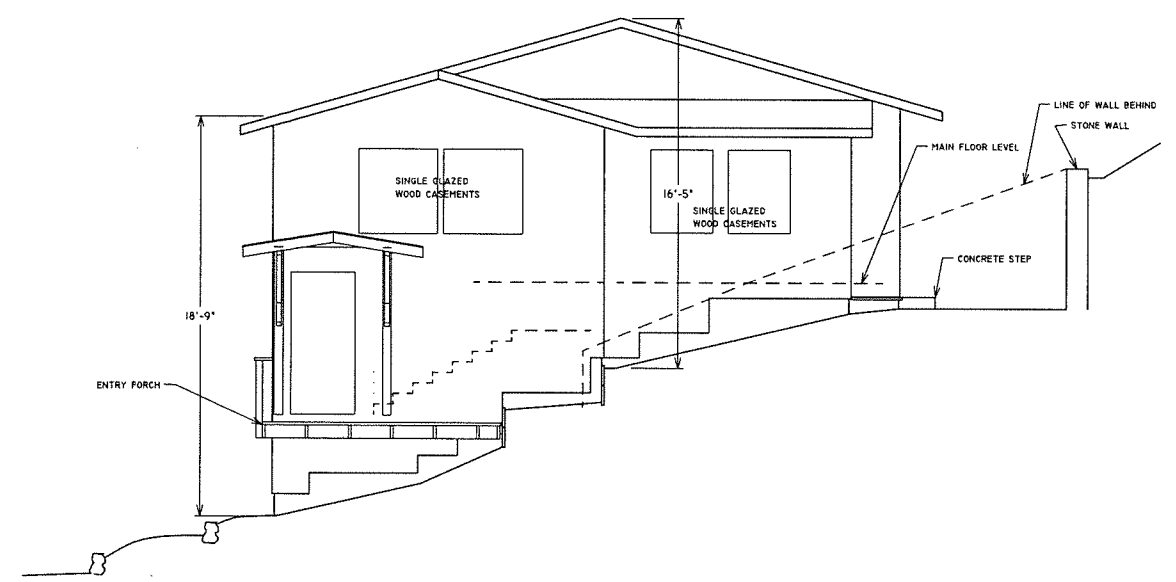 LINE OF WALL BEHIND
STONE WALL
MAIN FLOOR LEVEL
SINGLE GLAZED
WOOD CASEMENTS
16'-5"
SINGLE GLAZED
WOOD CASEMENTS
CONCRETE STEP
18'-9"
ENTRY PORCH